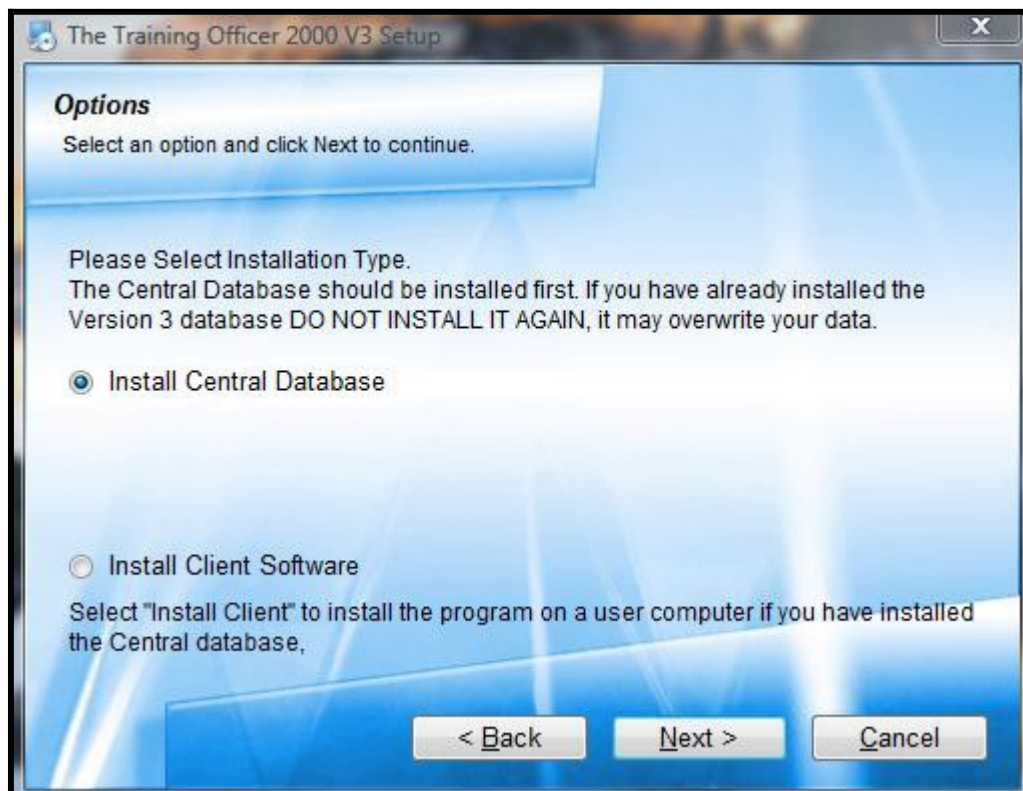 The Training Officer 2000 V3 Setup
X
Options
Select an option and click Next to continue.
Please Select Installation Type.
The Central Database should be installed first. If you have already installed the
Version 3 database DO NOT INSTALL IT AGAIN, it may overwrite your data.
Install Central Database
Install Client Software
Select "Install Client" to install the program on a user computer if you have installed
the Central database,
< Back Next > Cancel